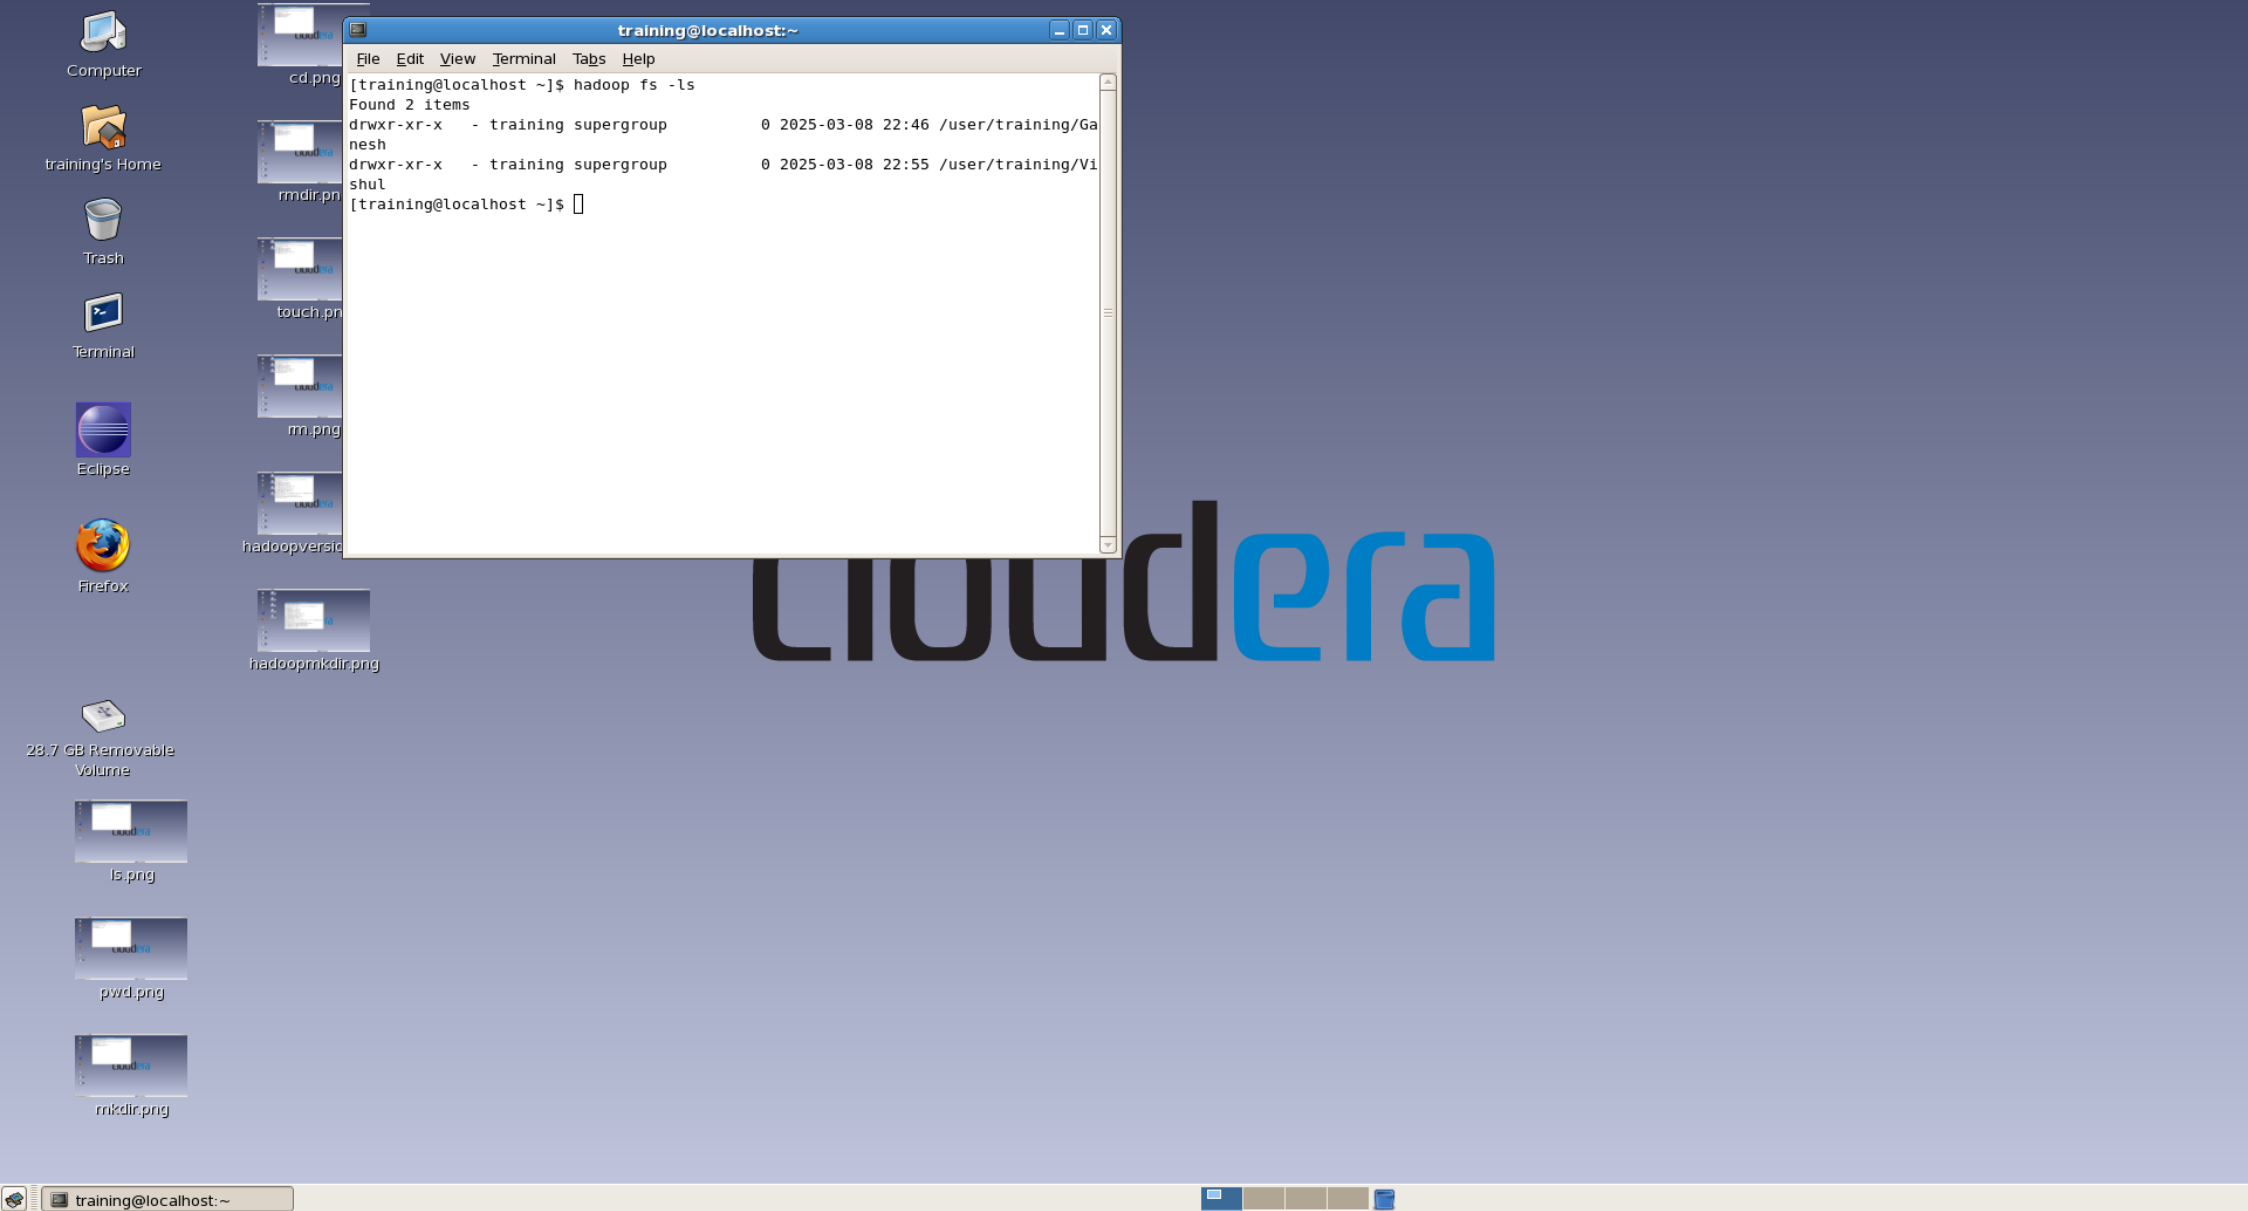 Computer
training's Home
Trash
Terminal
Eclipse
Firefox
28.7 GB Removable
Volume
ls.png
pwd.png
mkdir.png
cd.png
rmdir.pn
touch.pn
rm.png
hadoopversio
hadoopmkdir.png
training@localhost:~
File Edit View Terminal Tabs Help
[training@localhost ~]$ hadoop fs -ls
Found 2 items
drwxr-xr-x   - training supergroup          0 2025-03-08 22:46 /user/training/Ga
nesh
drwxr-xr-x   - training supergroup          0 2025-03-08 22:55 /user/training/Vi
shul
[training@localhost ~]$
cloudera
training@localhost:~